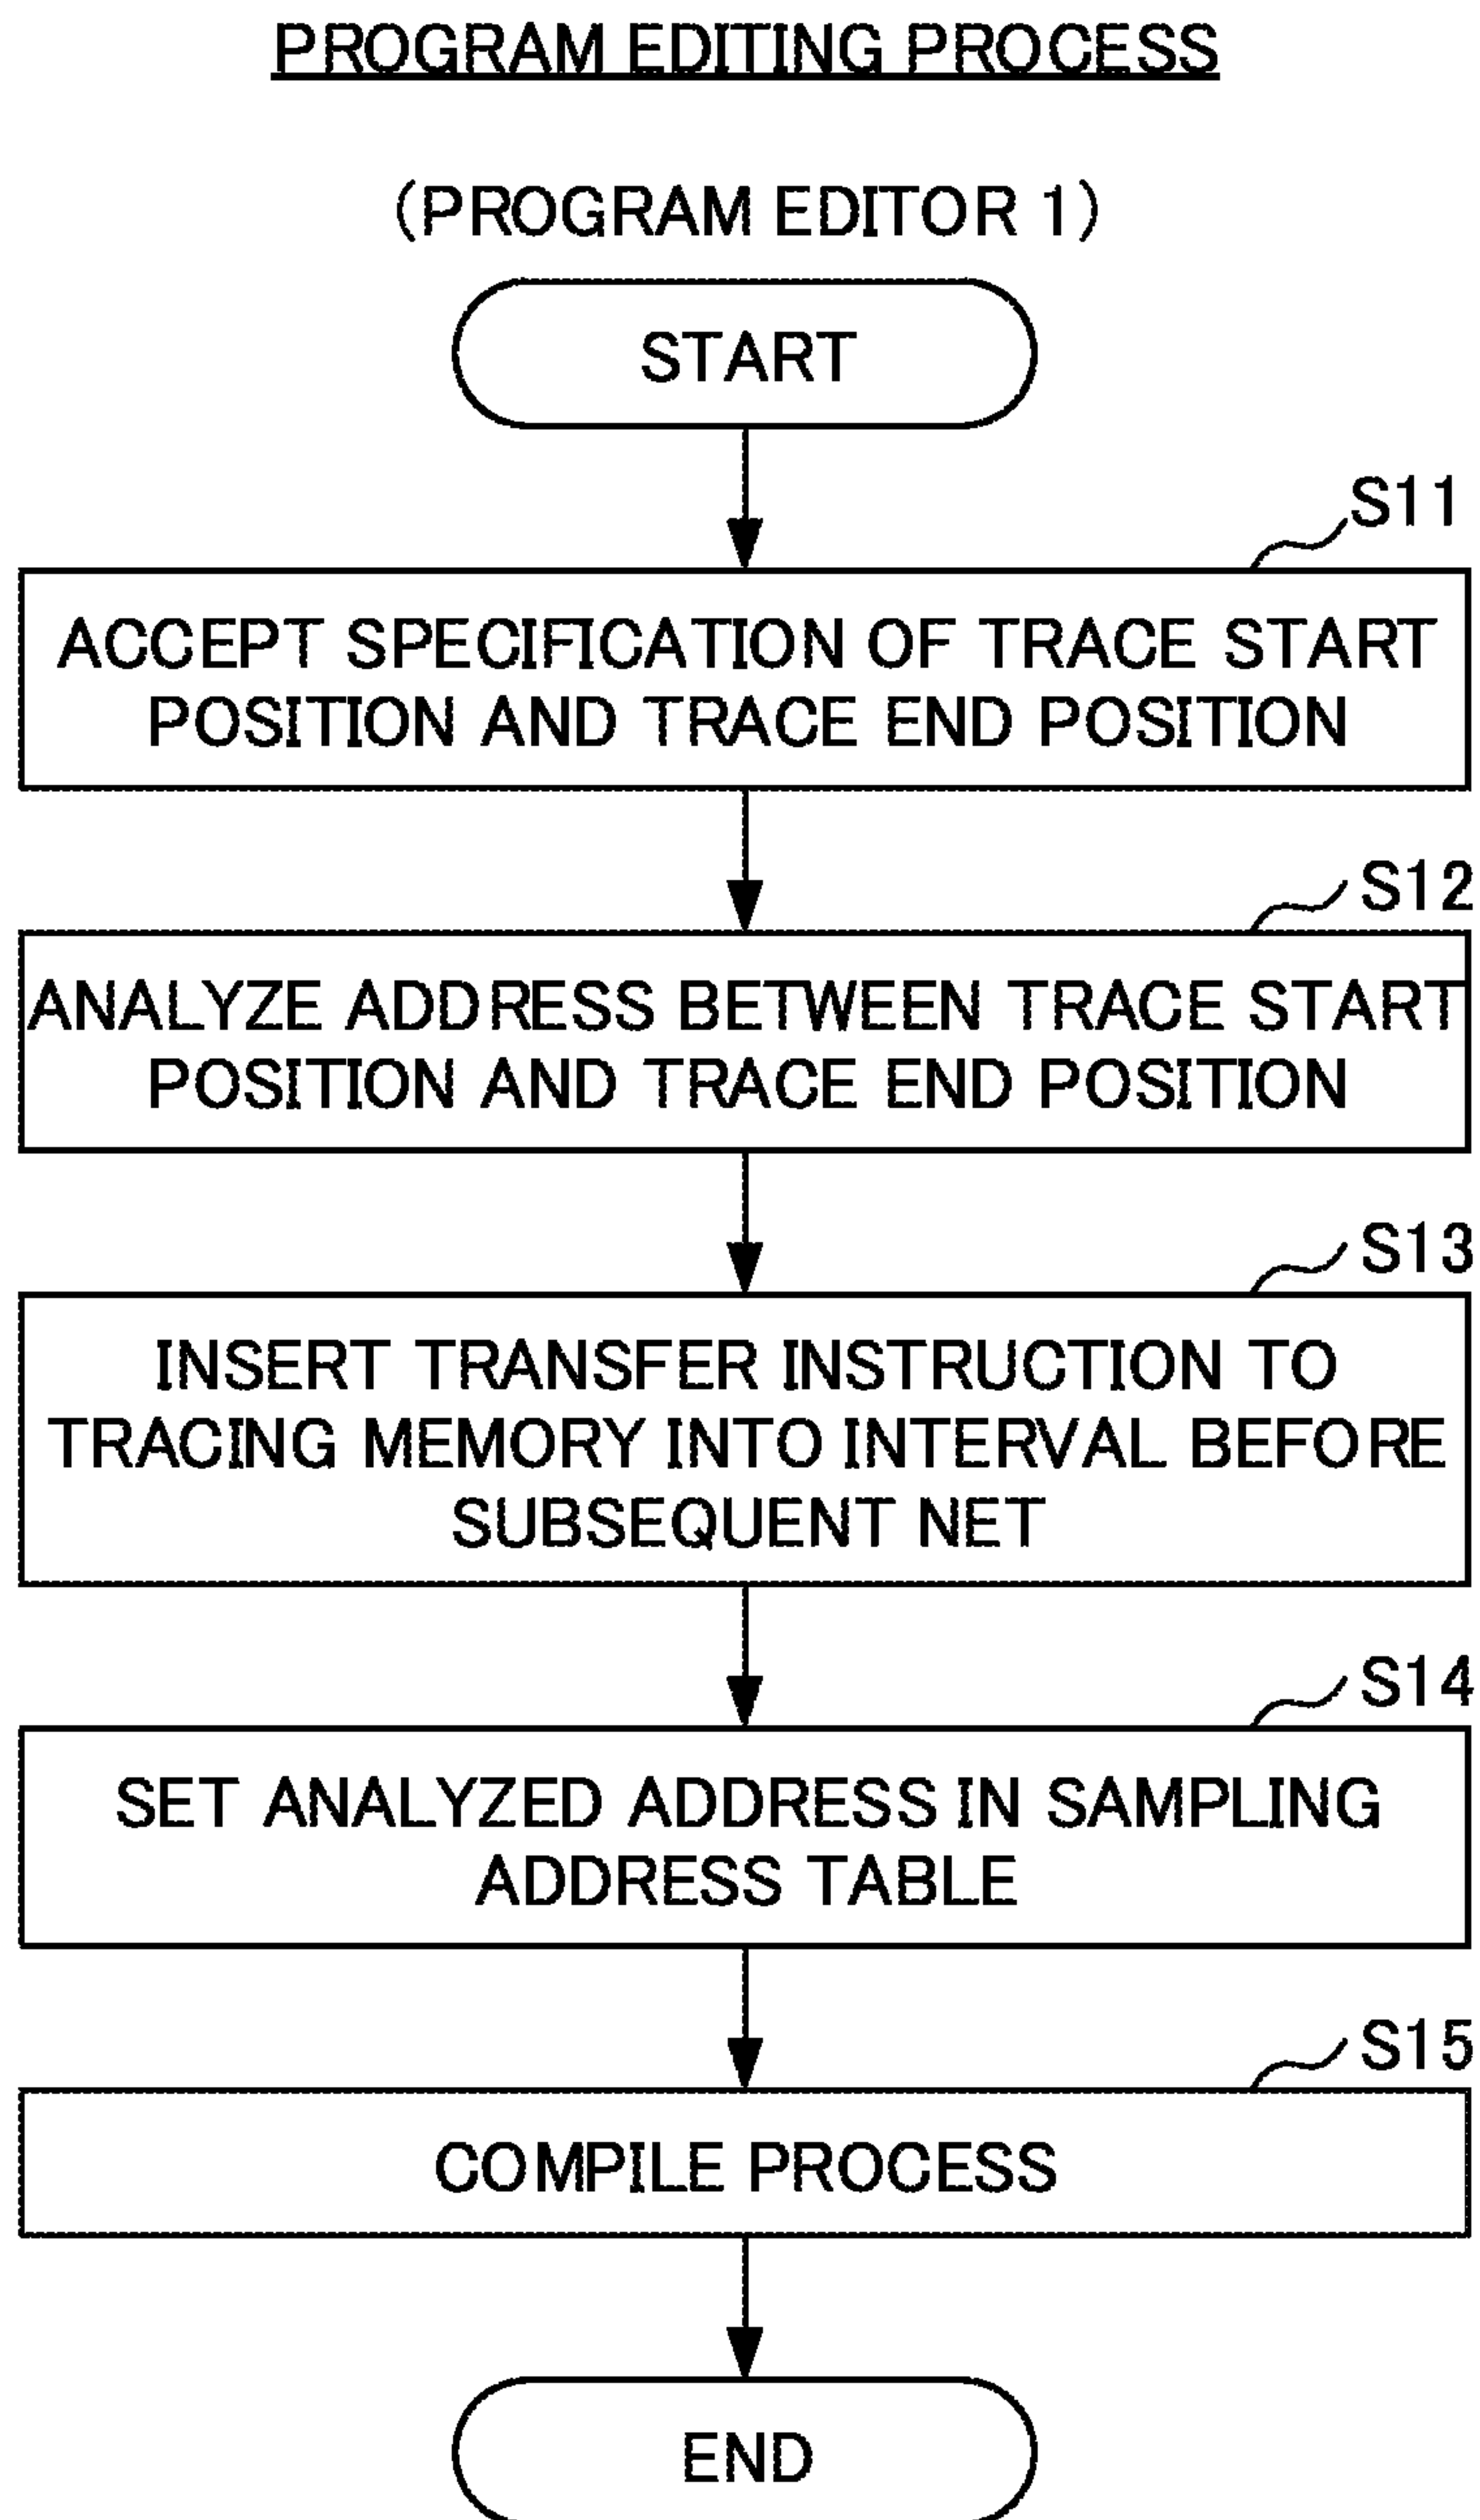 PROGRAM EDITING PROCESS
(PROGRAM EDITOR 1)
START
S11
ACCEPT SPECIFICATION OF TRACE START
POSITION AND TRACE END POSITION
S12
ANALYZE ADDRESS BETWEEN TRACE START
POSITION AND TRACE END POSITION
S13
INSERT TRANSFER INSTRUCTION TO
TRACING MEMORY INTO INTERVAL BEFORE
SUBSEQUENT NET
S14
SET ANALYZED ADDRESS IN SAMPLING
ADDRESS TABLE
S15
COMPILE PROCESS
END